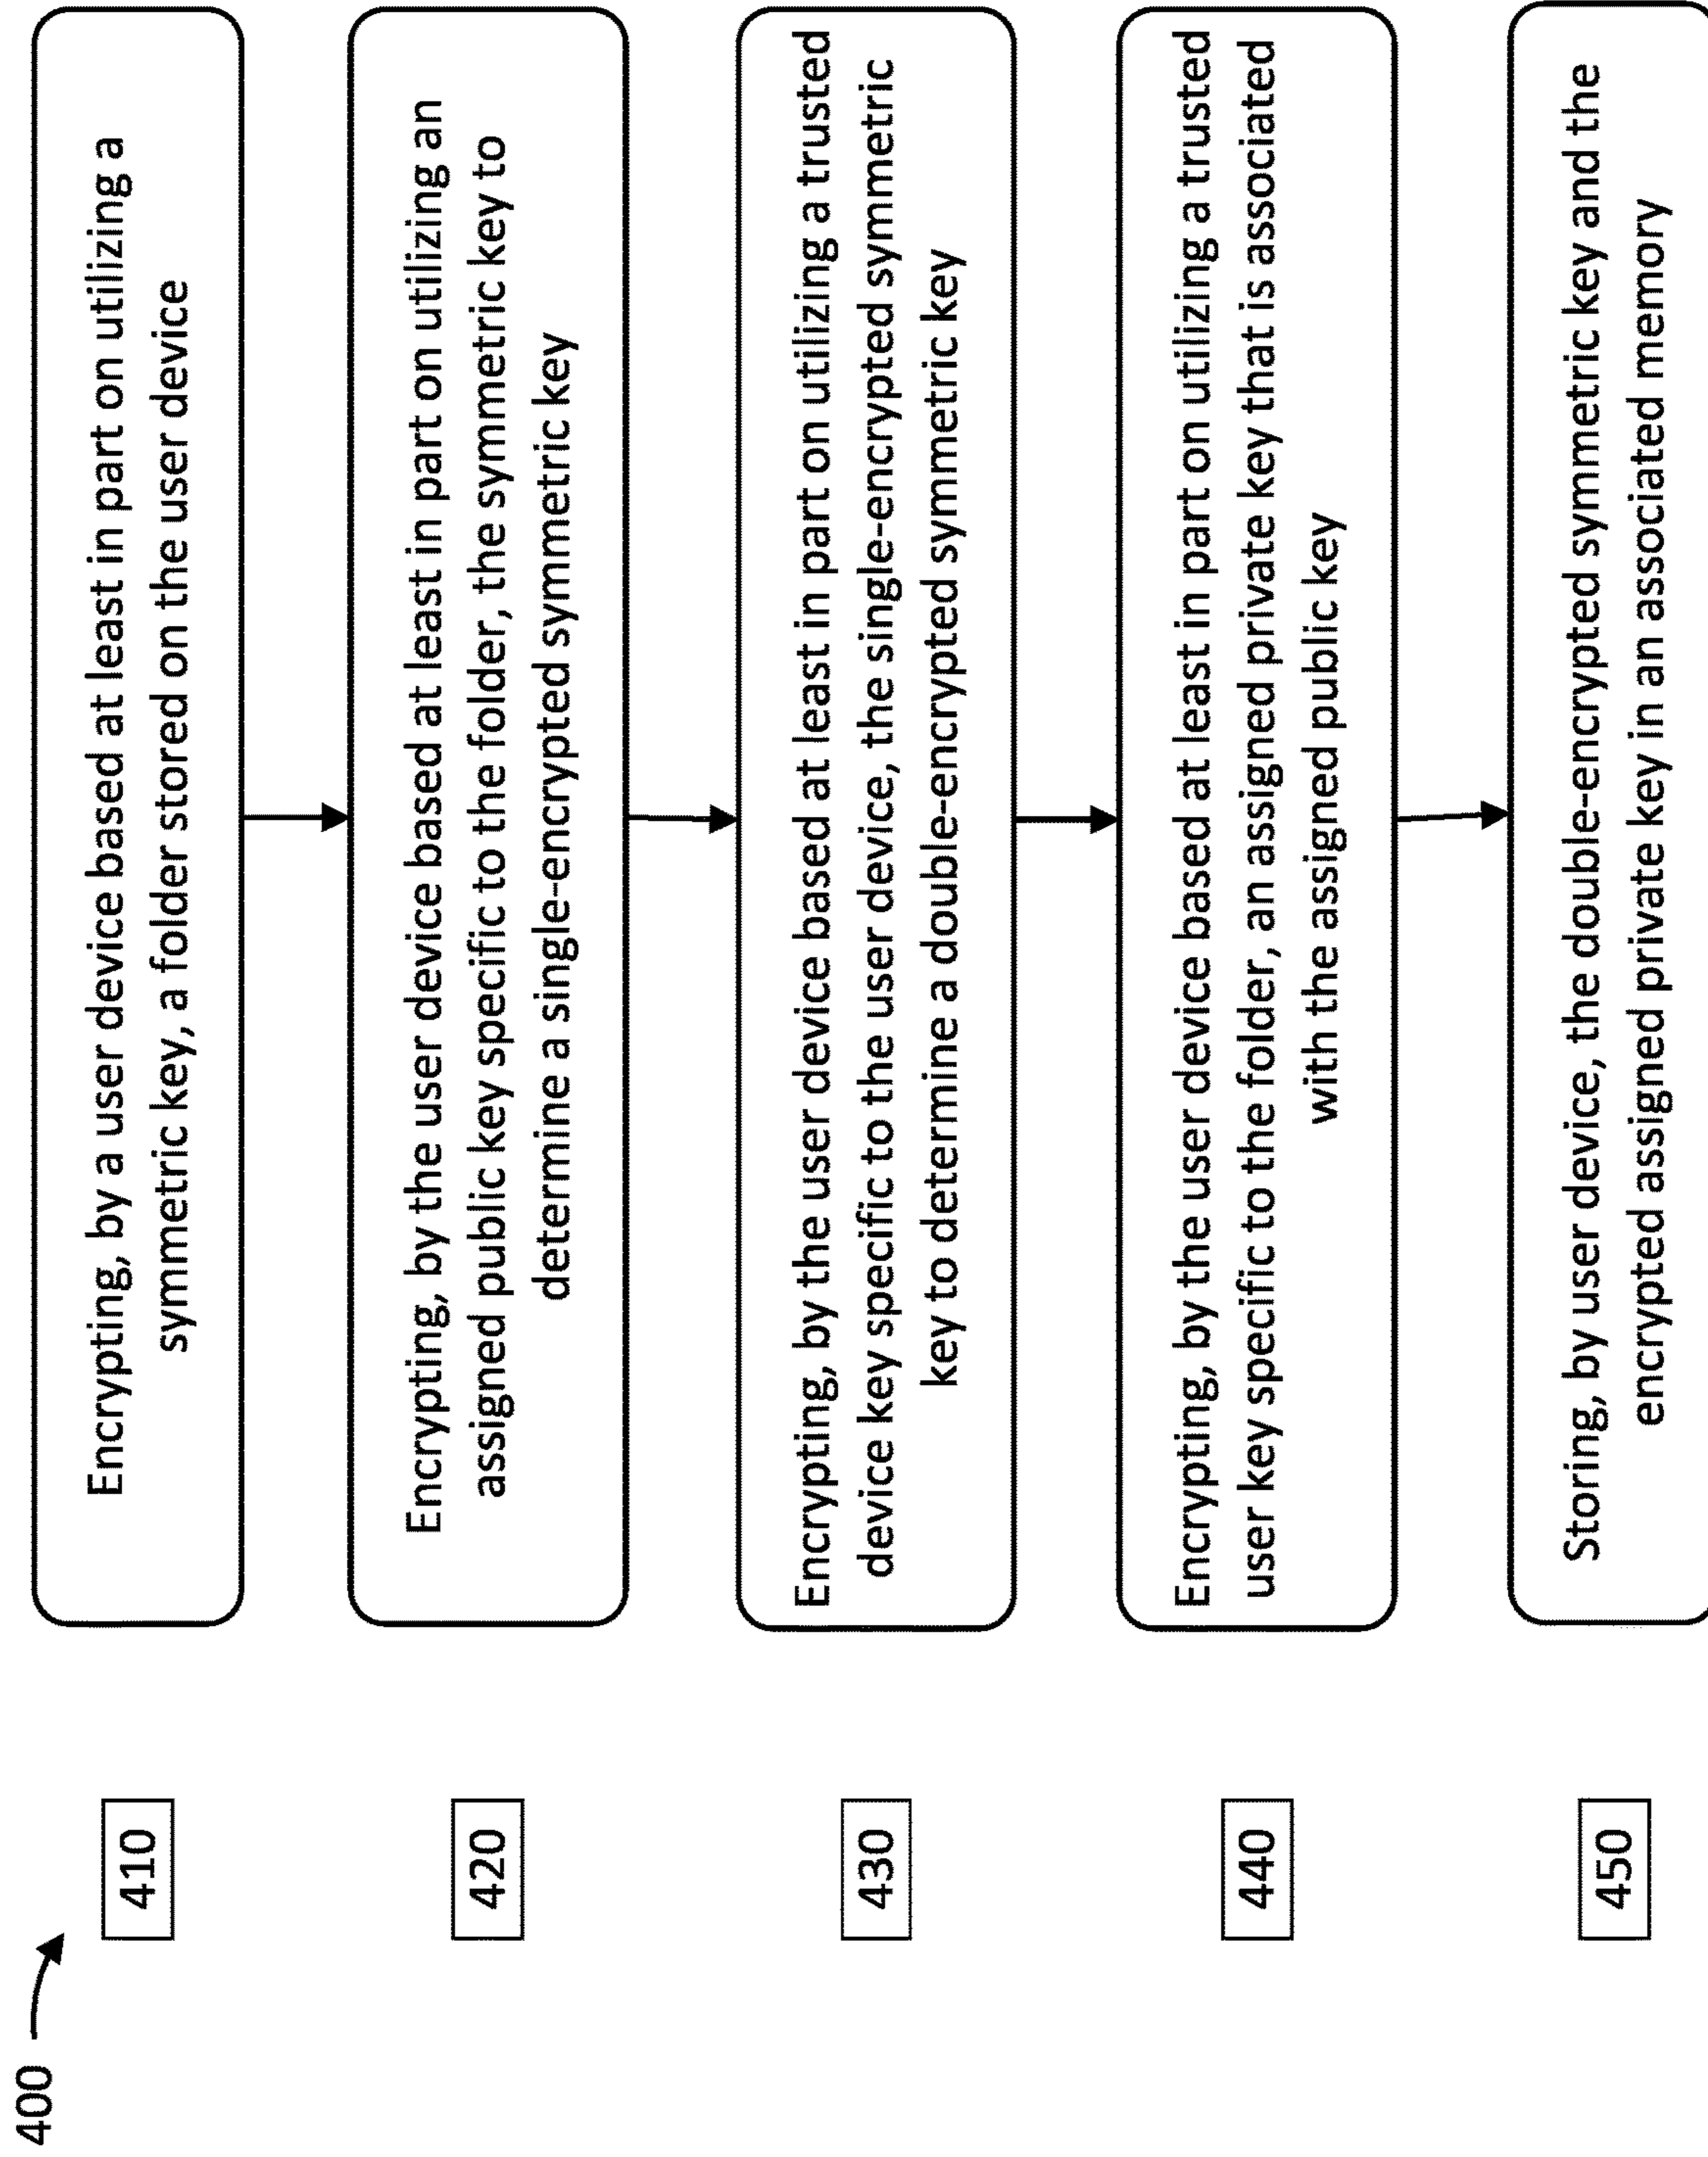 400
410
Encrypting, by a user device based at least in part on utilizing a
symmetric key, a folder stored on the user device
420
Encrypting, by the user device based at least in part on utilizing an
assigned public key specific to the folder, the symmetric key to
determine a single-encrypted symmetric key
430
Encrypting, by the user device based at least in part on utilizing a trusted
device key specific to the user device, the single-encrypted symmetric
key to determine a double-encrypted symmetric key
440
Encrypting, by the user device based at least in part on utilizing a trusted
user key specific to the folder, an assigned private key that is associated
with the assigned public key
450
Storing, by user device, the double-encrypted symmetric key and the
encrypted assigned private key in an associated memory